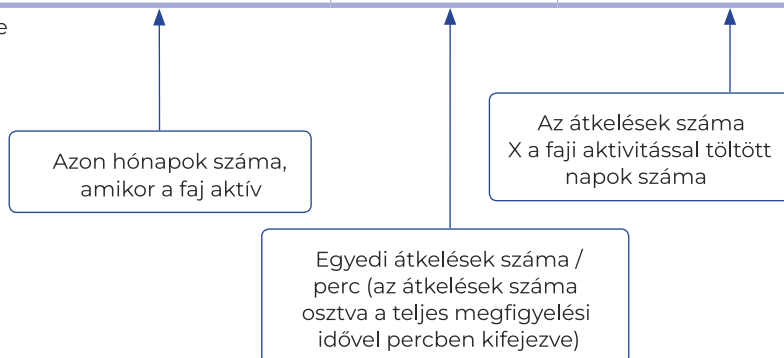 e
Azon hónapok száma,
amikor a faj aktív
Az átkelések száma
X a faji aktivitással töltött
napok száma
Egyedi átkelések száma /
perc (az átkelések száma
osztva a teljes megfigyelési
idővel percben kifejezve)